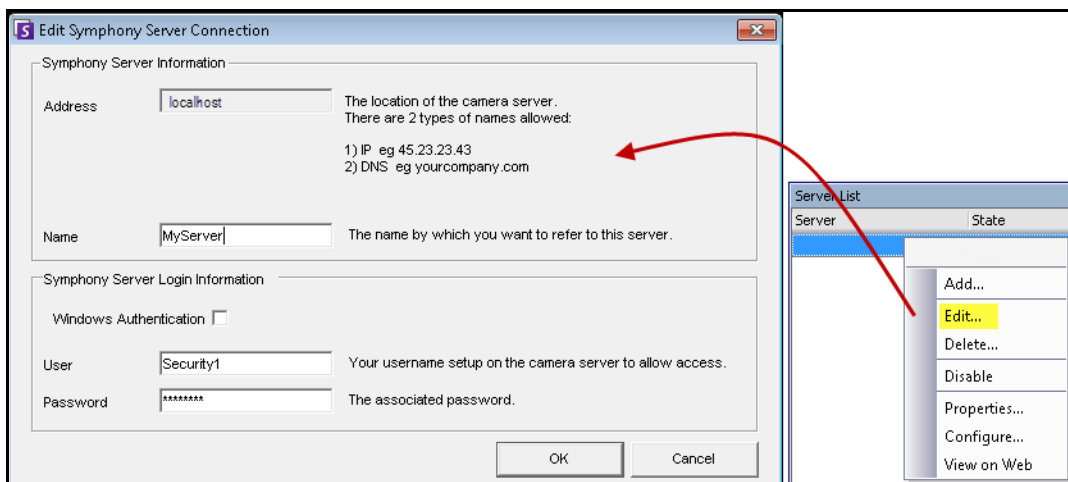 Edit Symphony Server Connection
Symphony Server Information
Address
localhost
The location of the camera server.
There are 2 types of names allowed:
1) IP eg 45.23.23.43
2) DNS eg yourcompany.com
Name
MyServer
The name by which you want to refer to this server.
Symphony Server Login Information
Windows Authentication
User
Security1
Your username setup on the camera server to allow access.
Password
********
The associated password.
OK
Cancel
Server List
Server
State
Add...
Edit...
Delete...
Disable
Properties...
Configure...
View on Web